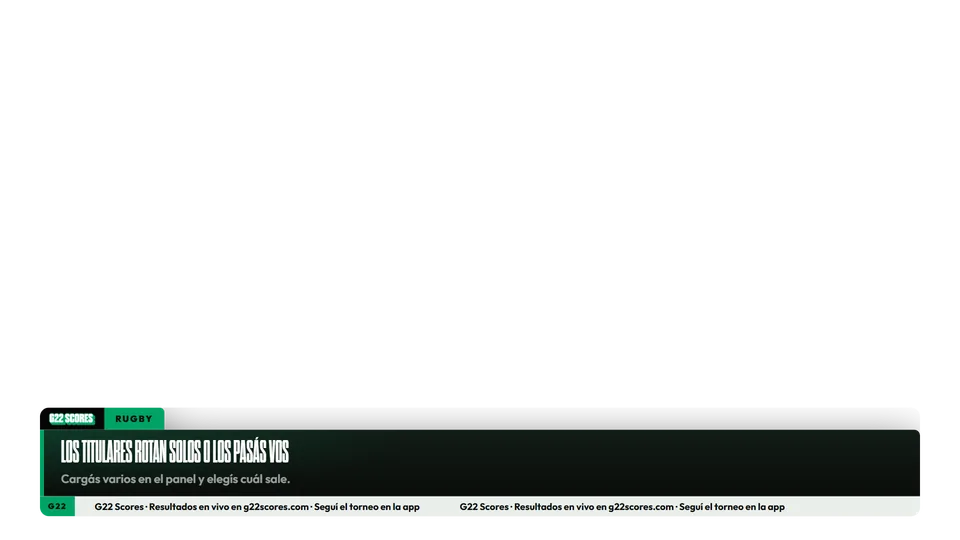 G22 SCORES RUGBY
LOS TITULARES ROTAN SOLOS O LOS PASÁS VOS
Cargás varios en el panel y elegís cuál sale.
G22 G22 Scores · Resultados en vivo en g22scores.com · Seguí el torneo en la app G22 Scores · Resultados en vivo en g22scores.com · Seguí el torneo en la app